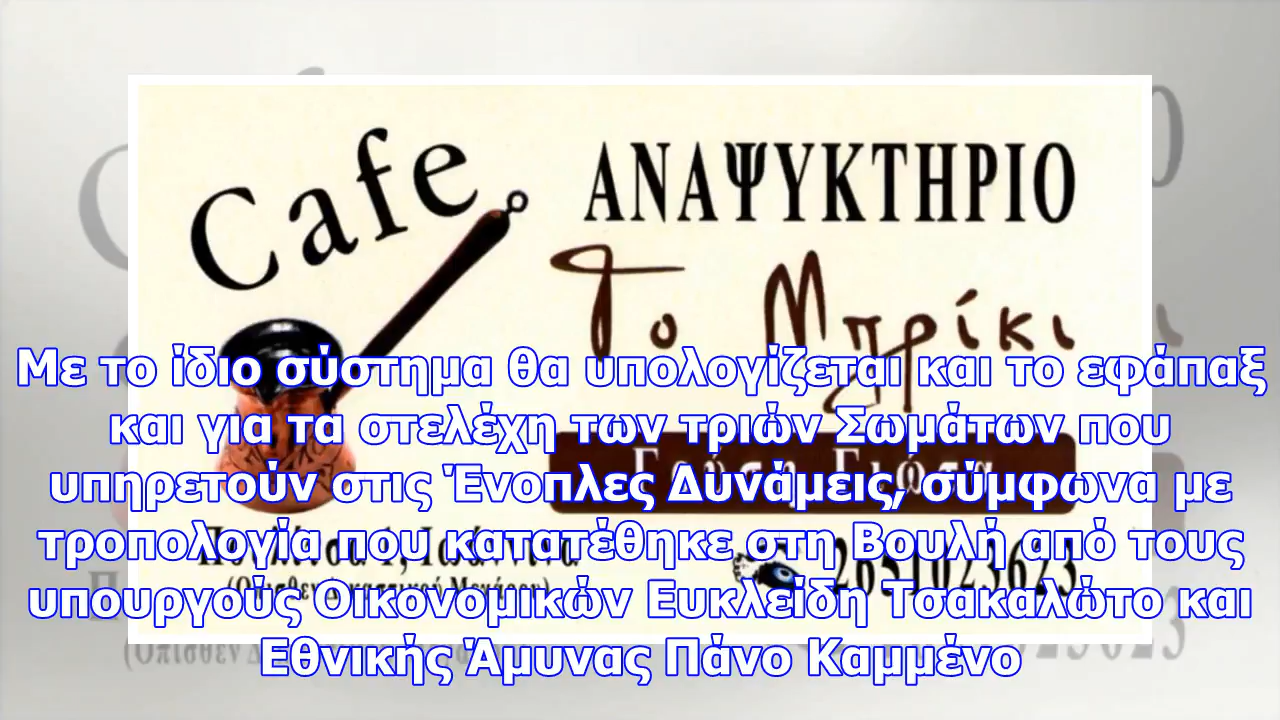 Cafe
ΑΝΑΨΥΚΤΗΡΙΟ
Το Μπρίκι
Με το ίδιο σύστημα θα υπολογίζεται και το εφάπαξ
και για τα στελέχη των τριών Σωμάτων που
υπηρετούν στις Ένοπλες Δυνάμεις, σύμφωνα με
τροπολογία που κατατέθηκε στη Βουλή από τους
υπουργούς Οικονομικών Ευκλείδη Τσακαλώτο και
Εθνικής Άμυνας Πάνο Καμμένο
Ιωάννινα
2651023623